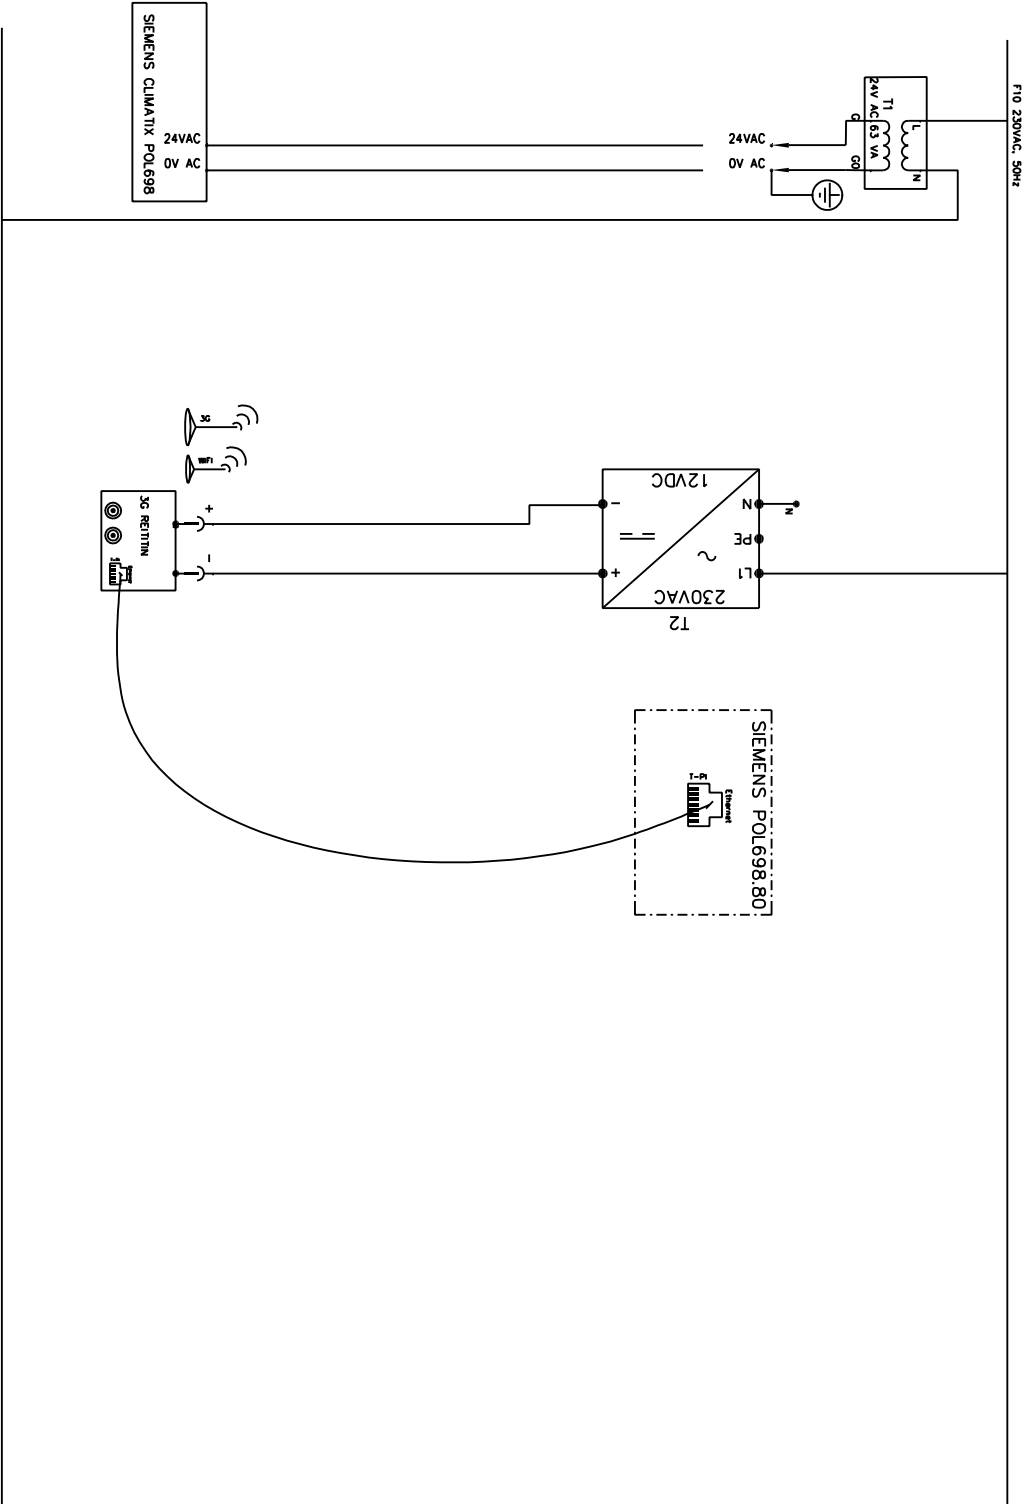 F10 230VAC, 50Hz
T1
24V AC 63 VA
L
N
G
G0
24VAC
0V AC
24VAC
0V AC
SIEMENS CLIMATIX POL698
3G
WIFI
3G REITITIN
+
-
12VDC
230VAC
-
+
N
PE
L1
N
T2
SIEMENS POL698.80
T-PI
Ethernet